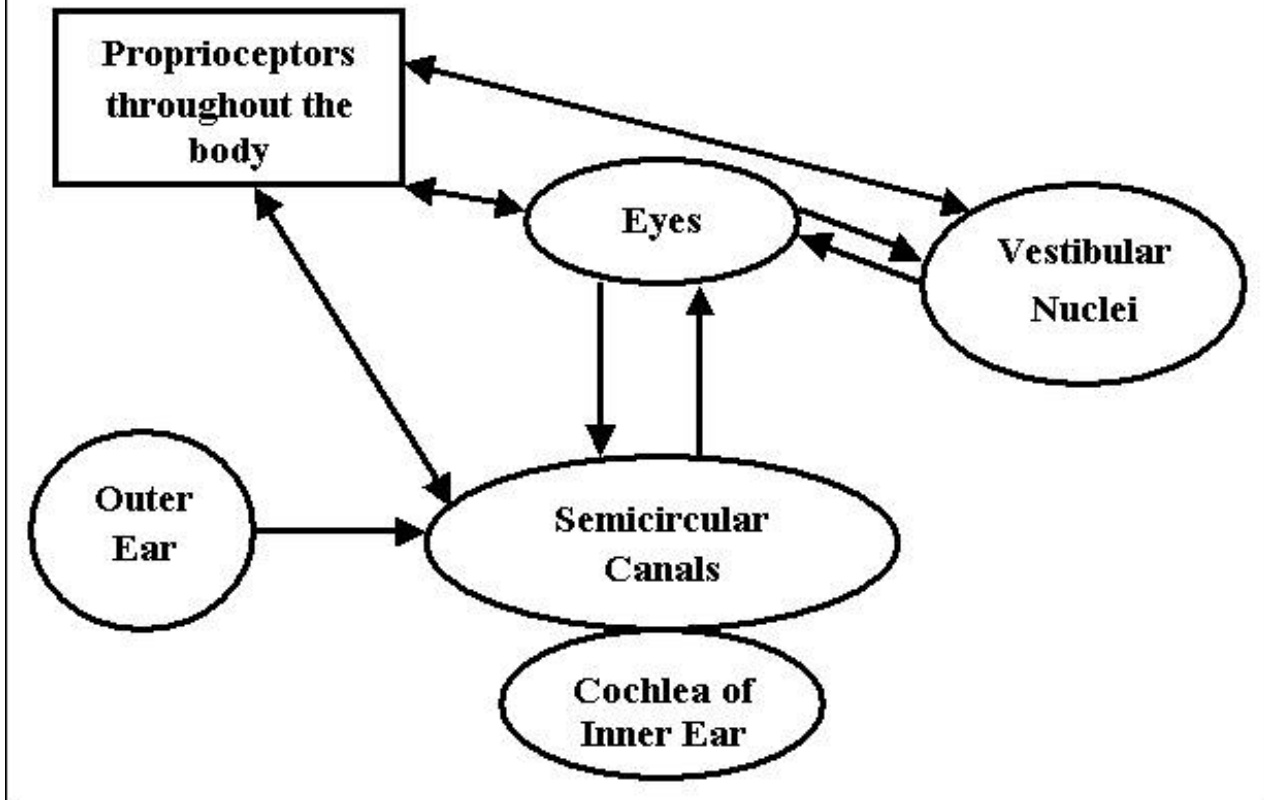 Proprioceptors
throughout the
body
Eyes
Vestibular
Nuclei
Outer
Ear
Semicircular
Canals
Cochlea of
Inner Ear